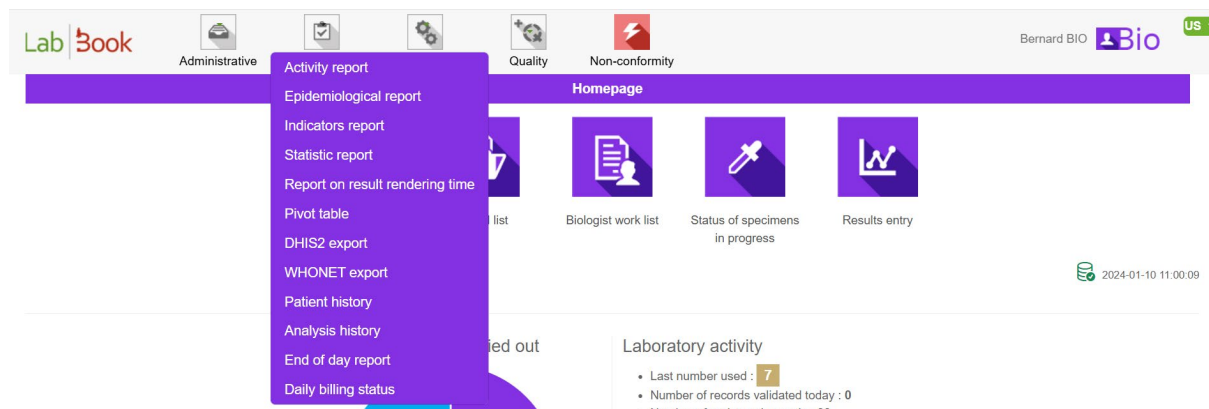 Lab Book
Administrative
Quality
Non-conformity
Bernard BIO
Bio
US
Homepage
Activity report
Epidemiological report
Indicators report
Statistic report
Report on result rendering time
Pivot table
DHIS2 export
WHONET export
Patient history
Analysis history
End of day report
Daily billing status
list
Biologist work list
Status of specimens
in progress
Results entry
2024-01-10 11:00:09
out
Laboratory activity
Last number used : 7
Number of records validated today : 0